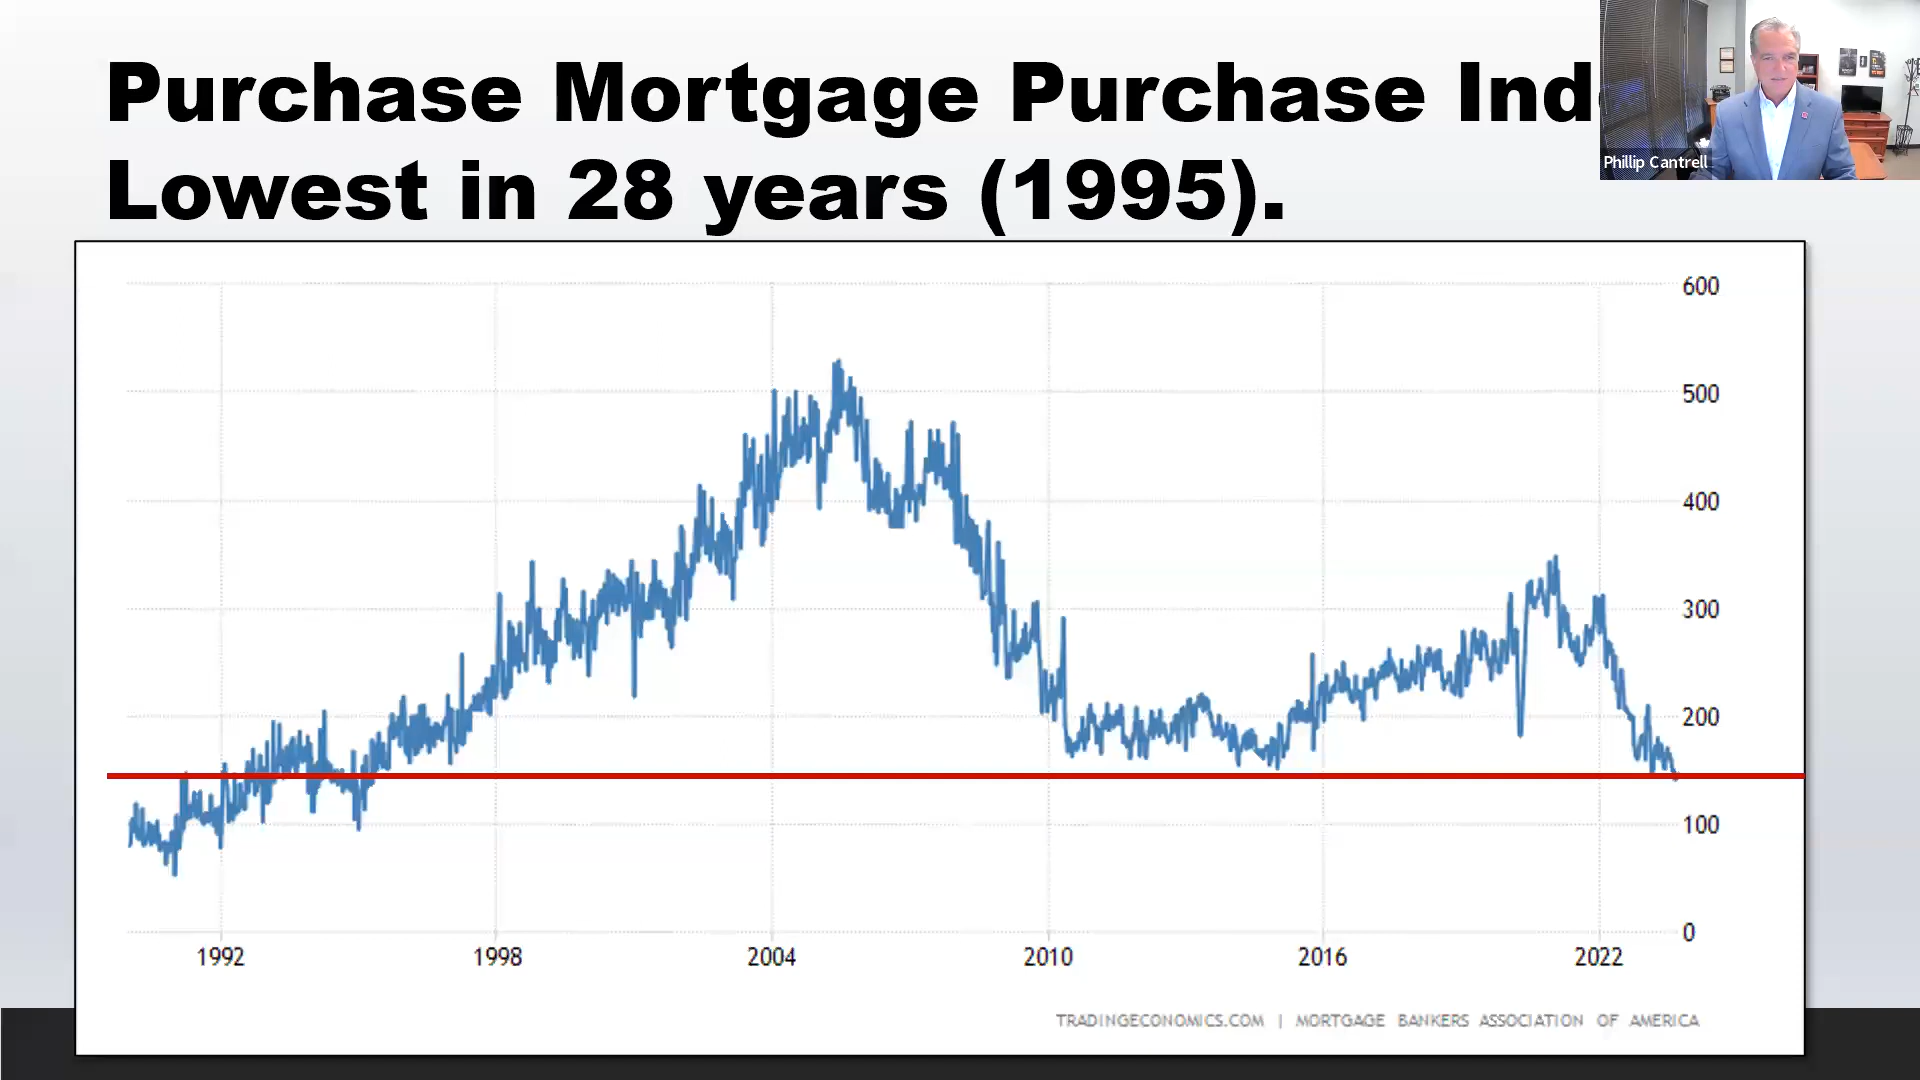 Purchase Mortgage Purchase Ind
Lowest in 28 years (1995).
Phillip Cantrell
600
500
400
300
200
100
0
1992 1998 2004 2010 2016 2022
TRADINGECONOMICS.COM | MORTGAGE BANKERS ASSOCIATION OF AMERICA